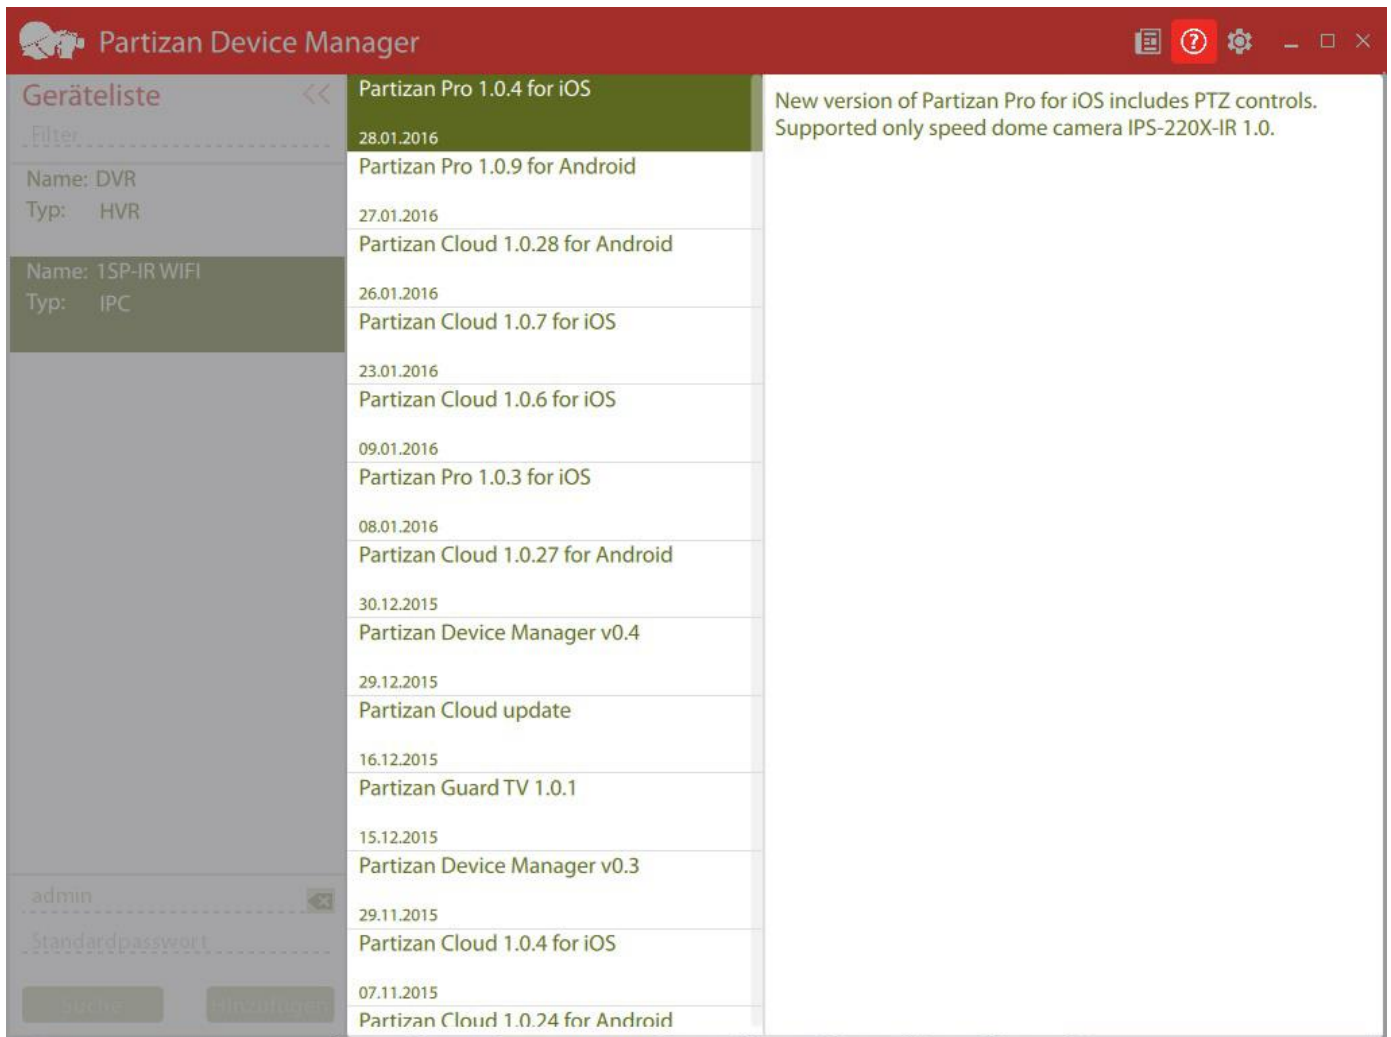 Partizan Device Manager
Geräteliste <<
Filter
Name: DVR
Typ: HVR
Name: 1SP-IR WIFI
Typ: IPC
admin
Standardpasswort
Suche Hinzufügen
Partizan Pro 1.0.4 for iOS
28.01.2016
Partizan Pro 1.0.9 for Android
27.01.2016
Partizan Cloud 1.0.28 for Android
26.01.2016
Partizan Cloud 1.0.7 for iOS
23.01.2016
Partizan Cloud 1.0.6 for iOS
09.01.2016
Partizan Pro 1.0.3 for iOS
08.01.2016
Partizan Cloud 1.0.27 for Android
30.12.2015
Partizan Device Manager v0.4
29.12.2015
Partizan Cloud update
16.12.2015
Partizan Guard TV 1.0.1
15.12.2015
Partizan Device Manager v0.3
29.11.2015
Partizan Cloud 1.0.4 for iOS
07.11.2015
Partizan Cloud 1.0.24 for Android
New version of Partizan Pro for iOS includes PTZ controls.
Supported only speed dome camera IPS-220X-IR 1.0.